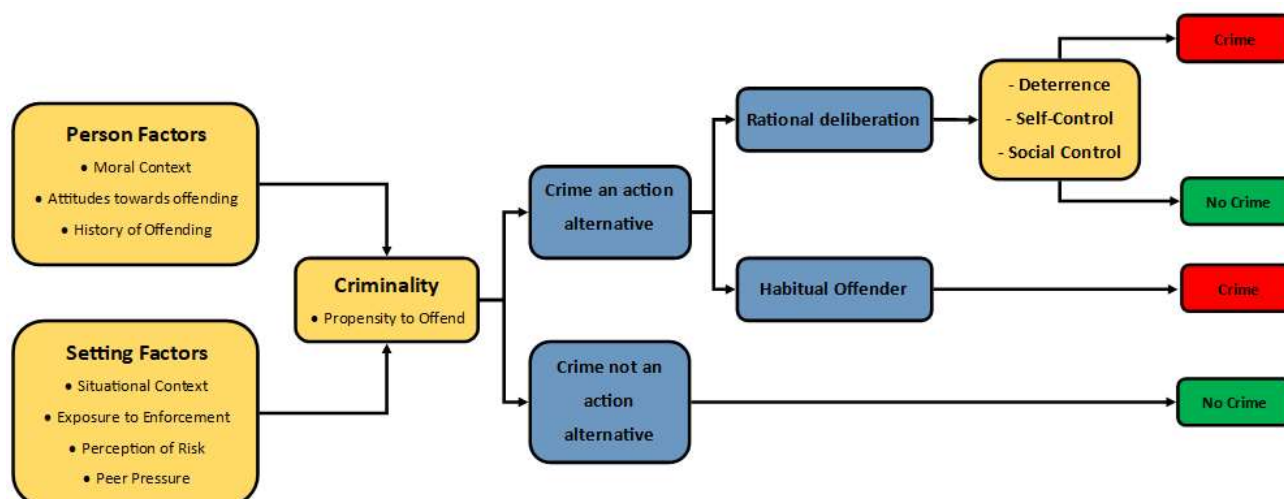 Person Factors
• Moral Context
• Attitudes towards offending
• History of Offending
Setting Factors
• Situational Context
• Exposure to Enforcement
• Perception of Risk
• Peer Pressure
Criminality
• Propensity to Offend
Crime an action
alternative
Crime not an
action
alternative
Rational deliberation
Habitual Offender
- Deterrence
- Self-Control
- Social Control
Crime
No Crime
Crime
No Crime